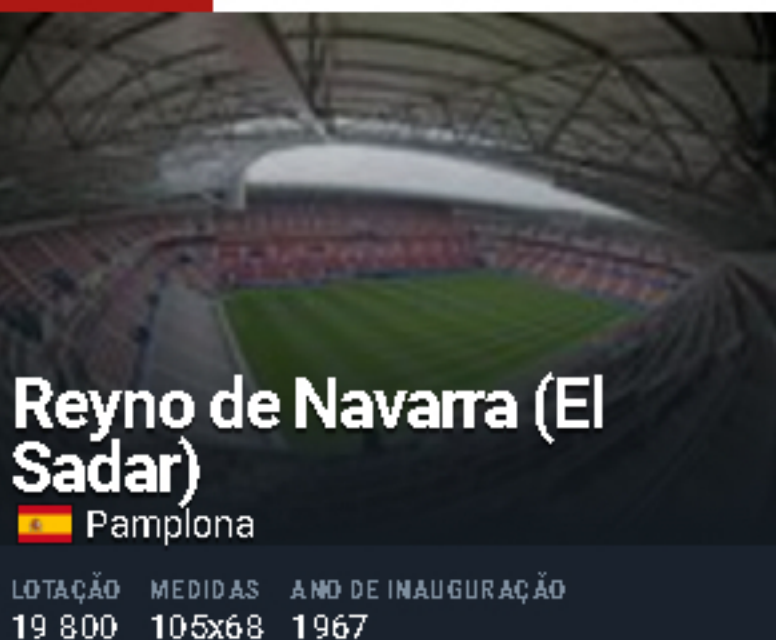 Reyno de Navarra (El
Sadar)
Pamplona
LOTAÇÃO MEDIDAS ANO DE INAUGURAÇÃO
19 800 105x68 1967